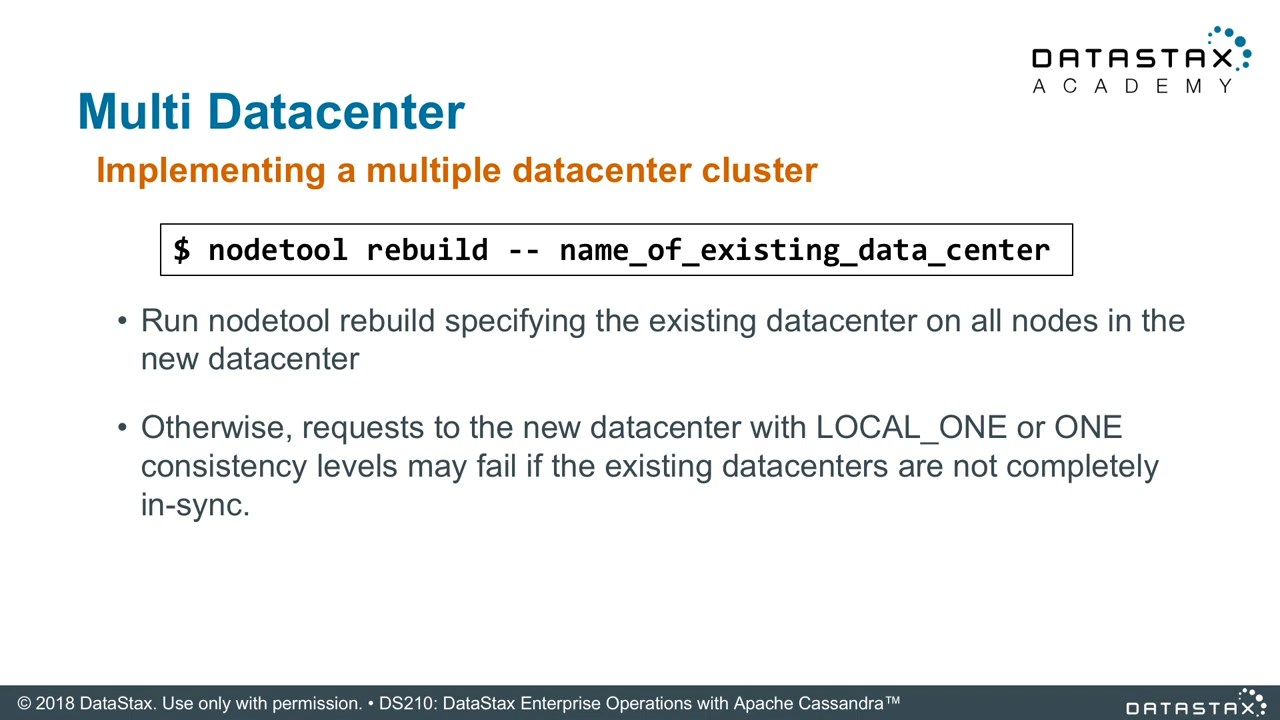 DATASTAX
ACADEMY
Multi Datacenter
Implementing a multiple datacenter cluster
$ nodetool rebuild -- name_of_existing_data_center
• Run nodetool rebuild specifying the existing datacenter on all nodes in the
new datacenter
• Otherwise, requests to the new datacenter with LOCAL_ONE or ONE
consistency levels may fail if the existing datacenters are not completely
in-sync.
© 2018 DataStax. Use only with permission. • DS210: DataStax Enterprise Operations with Apache Cassandra™
DATASTAX